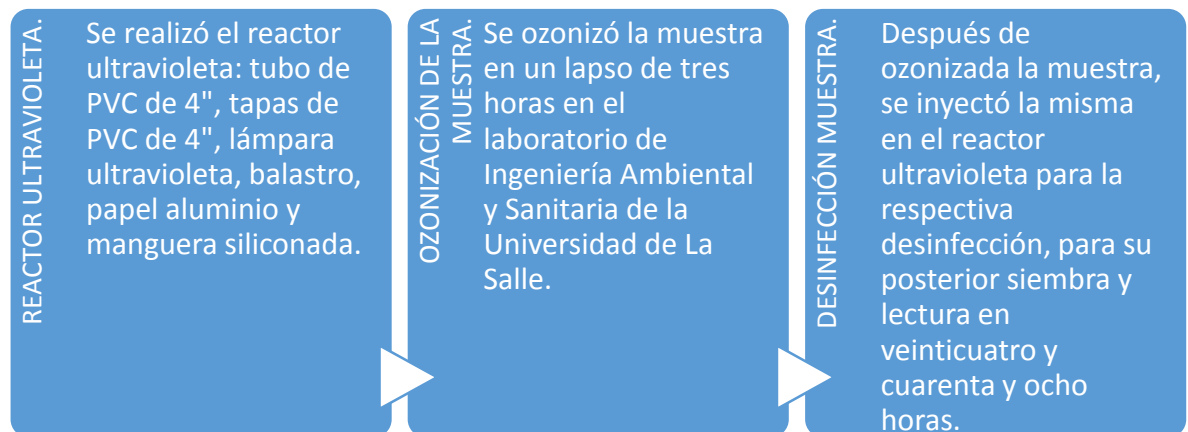 REACTOR ULTRAVIOLETA.
Se realizó el reactor
ultravioleta: tubo de
PVC de 4", tapas de
PVC de 4", lámpara
ultravioleta, balastro,
papel aluminio y
manguera siliconada.
OZONIZACIÓN DE LA
MUESTRA.
Se ozonizó la muestra
en un lapso de tres
horas en el
laboratorio de
Ingeniería Ambiental
y Sanitaria de la
Universidad de La
Salle.
DESINFECCIÓN MUESTRA.
Después de
ozonizada la muestra,
se inyectó la misma
en el reactor
ultravioleta para la
respectiva
desinfección, para su
posterior siembra y
lectura en
veinticuatro y
cuarenta y ocho
horas.